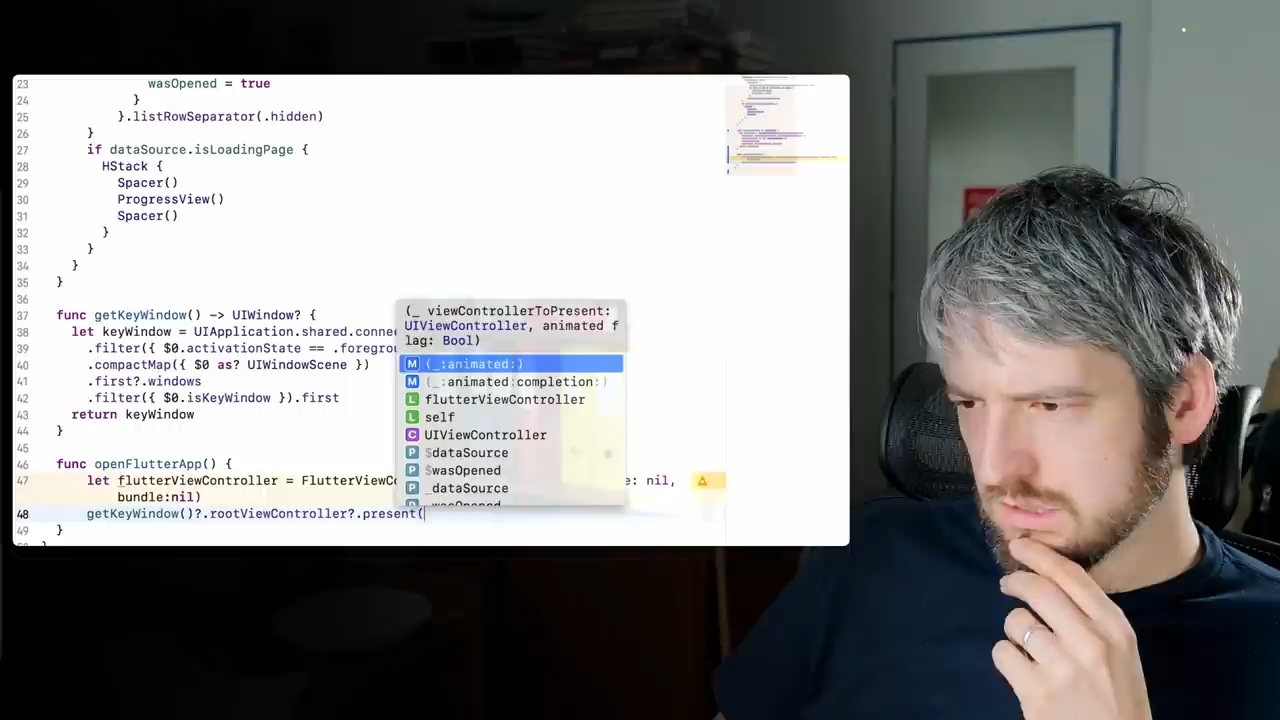 23 wasOpened = true
24 }
25 }.listRowSeparator(.hidden)
26 }
27 if dataSource.isLoadingPage {
28 HStack {
29 Spacer()
30 ProgressView()
31 Spacer()
32 }
33 }
34 }
35 }
36
37 func getKeyWindow() -> UIWindow? {
38 let keyWindow = UIApplication.shared.conne
39 .filter({ $0.activationState == .foregrou
40 .compactMap({ $0 as? UIWindowScene })
41 .first?.windows
42 .filter({ $0.isKeyWindow }).first
43 return keyWindow
44 }
45
46 func openFlutterApp() {
47 let flutterViewController = FlutterViewCo e: nil,
bundle:nil)
48 getKeyWindow()?.rootViewController?.present(
49 }
(_ viewControllerToPresent:
UIViewController, animated f
lag: Bool)
M (_:animated:)
M (_:animated:completion:)
L flutterViewController
L self
C UIViewController
P $dataSource
P $wasOpened
P _dataSource
_wasOpened